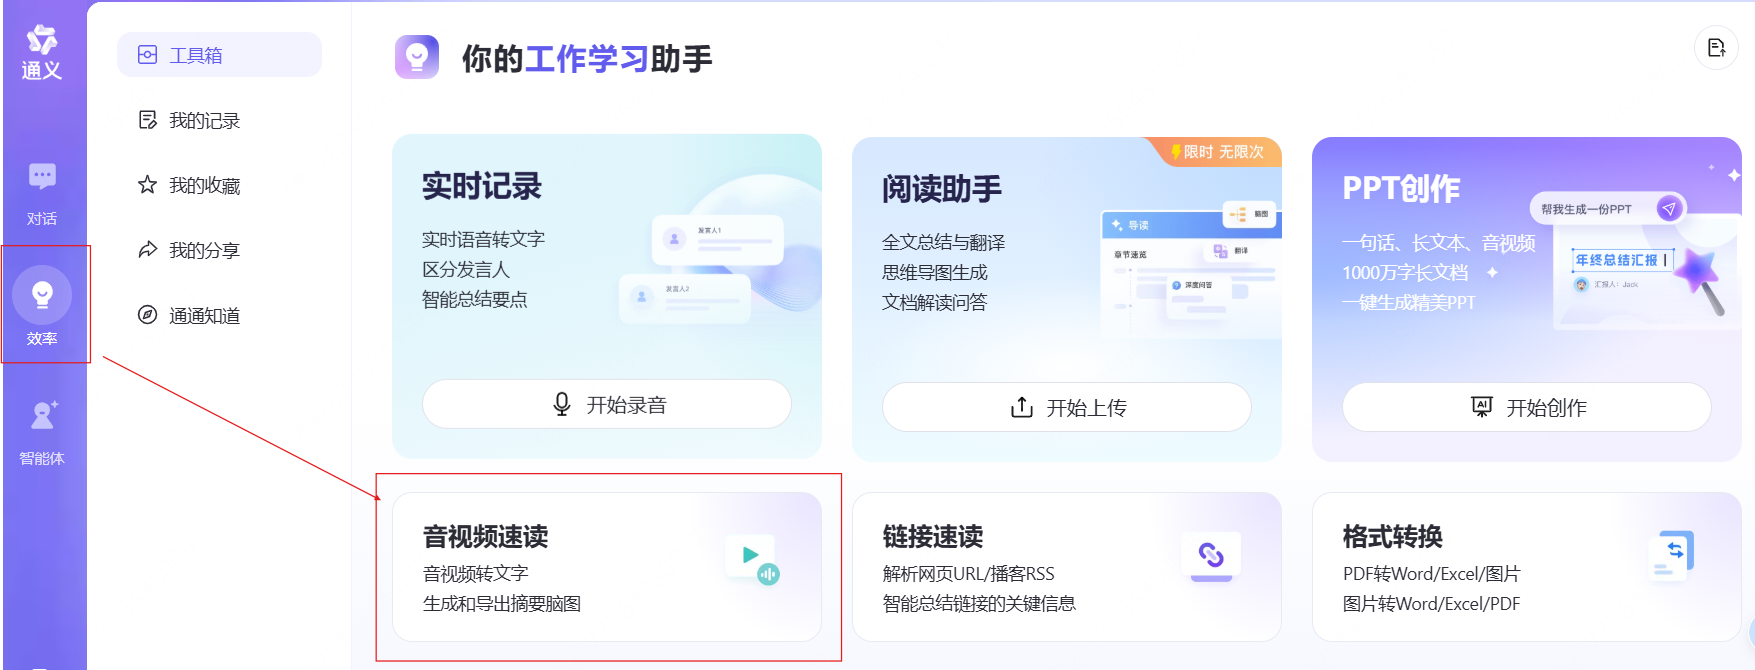 通义
对话
效率
智能体
工具箱
我的记录
我的收藏
我的分享
通通知道
你的工作学习助手
实时记录
实时语音转文字
区分发言人
智能总结要点
发言人1
发言人2
开始录音
限时 无限次
阅读助手
全文总结与翻译
思维导图生成
文档解读问答
导读
脑图
章节速览
翻译
深度问答
开始上传
PPT创作
一句话、长文本、音视频
1000万字长文档
一键生成精美PPT
帮我生成一份PPT
年终总结汇报
汇报人：Jack
AI
开始创作
音视频速读
音视频转文字
生成和导出摘要脑图
链接速读
解析网页URL/播客RSS
智能总结链接的关键信息
格式转换
PDF转Word/Excel/图片
图片转Word/Excel/PDF